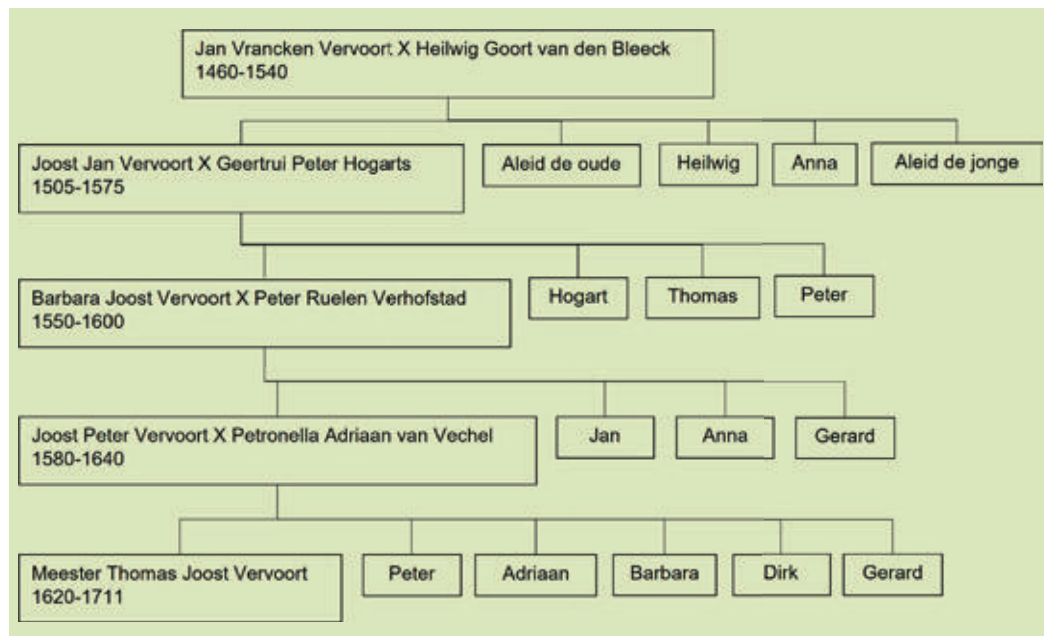 Jan Vrancken Vervoort X Heilwig Goort van den Bleeck
1460-1540
Joost Jan Vervoort X Geertrui Peter Hogarts
1505-1575
Aleid de oude
Heilwig
Anna
Aleid de jonge
Barbara Joost Vervoort X Peter Ruelen Verhofstad
1550-1600
Hogart
Thomas
Peter
Joost Peter Vervoort X Petronella Adriaan van Vechel
1580-1640
Jan
Anna
Gerard
Meester Thomas Joost Vervoort
1620-1711
Peter
Adriaan
Barbara
Dirk
Gerard